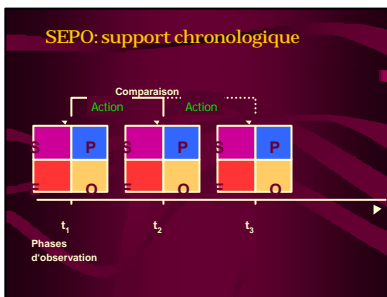 SEPO: support chronologique
Comparaison
Action Action
S P S P S P
E O E O E O
t1 t2 t3
Phases
d'observation